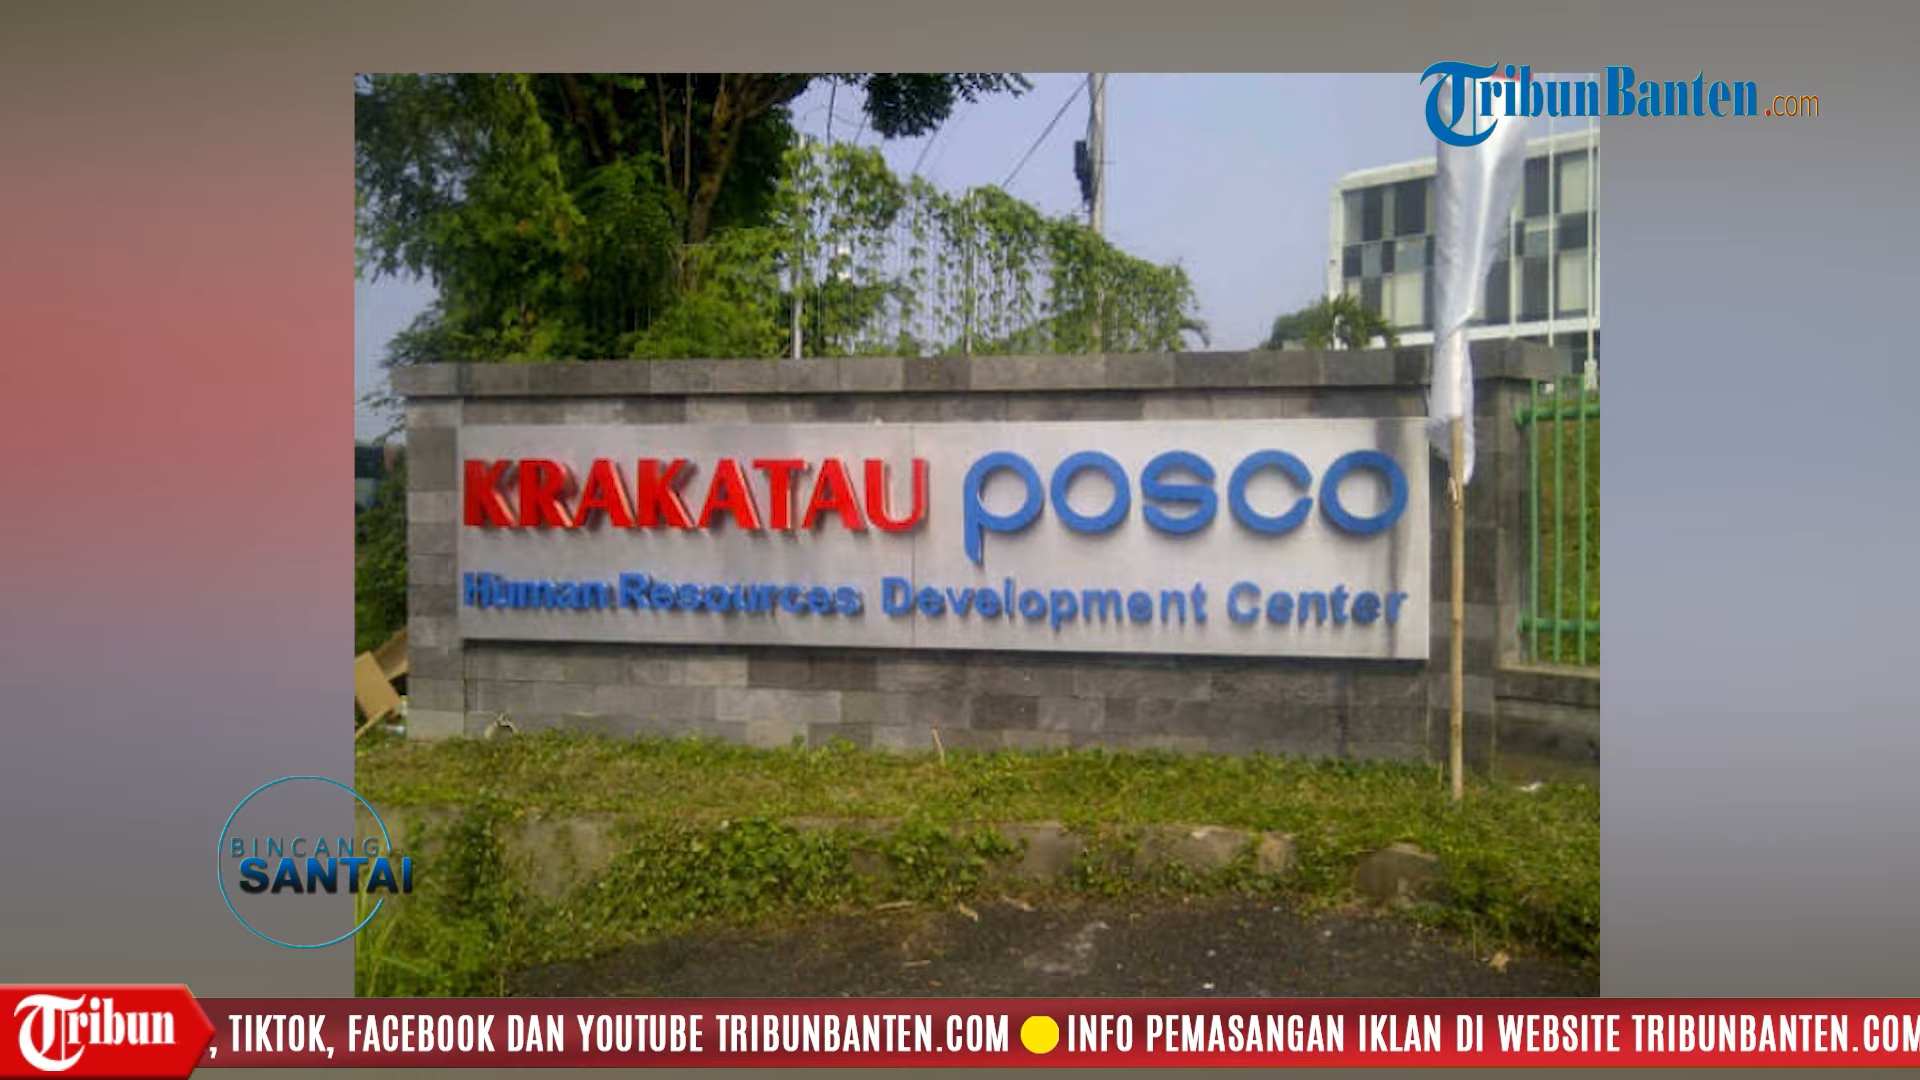 TribunBanten.com
KRAKATAU posco
Human Resources Development Center
BINCANG
SANTAI
Tribun
, TIKTOK, FACEBOOK DAN YOUTUBE TRIBUNBANTEN.COM INFO PEMASANGAN IKLAN DI WEBSITE TRIBUNBANTEN.COM